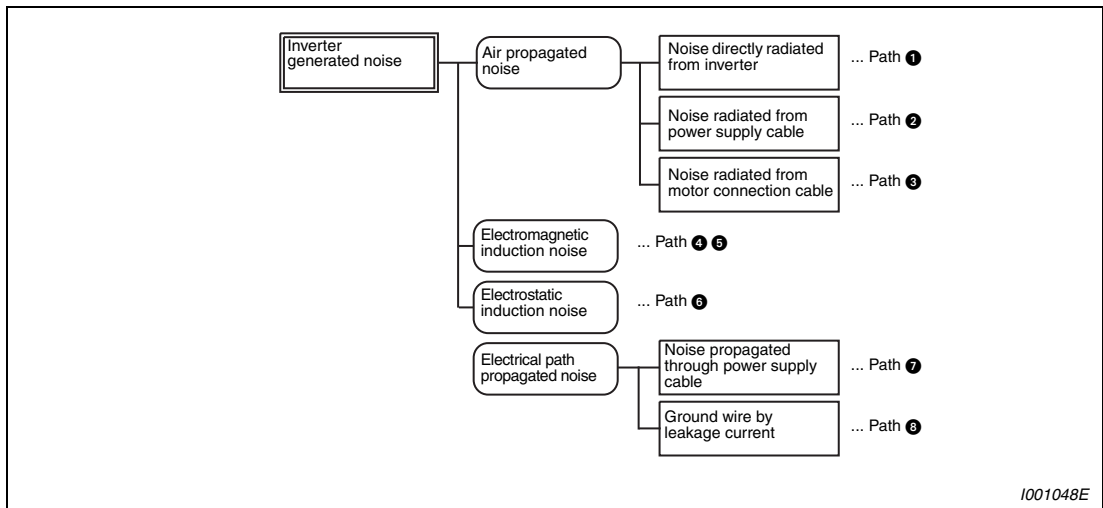 Inverter
generated noise
Air propagated
noise
Noise directly radiated
from inverter
... Path ❶
Noise radiated from
power supply cable
... Path ❷
Noise radiated from
motor connection cable
... Path ❸
Electromagnetic
induction noise
... Path ❹ ❺
Electrostatic
induction noise
... Path ❻
Electrical path
propagated noise
Noise propagated
through power supply
cable
... Path ❼
Ground wire by
leakage current
... Path ❽
I001048E